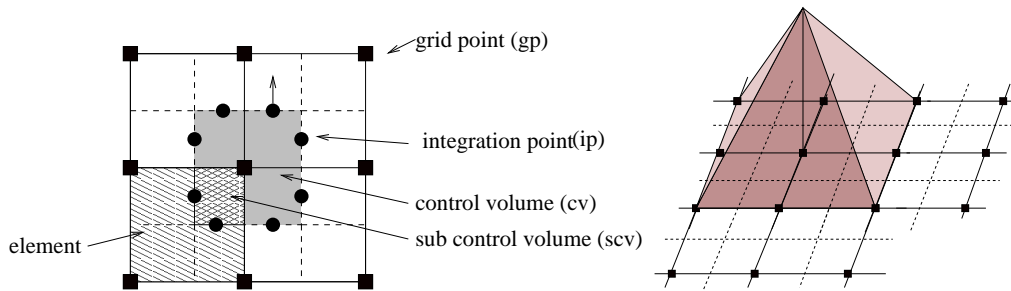 grid point (gp)
integration point(ip)
control volume (cv)
sub control volume (scv)
element